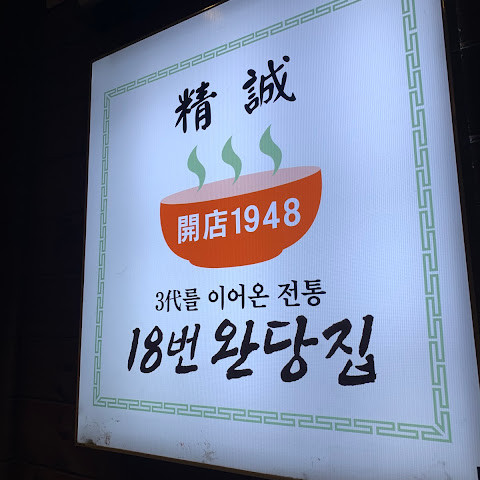 精 誠
開店1948
3代를 이어온 전통
18번 완당집